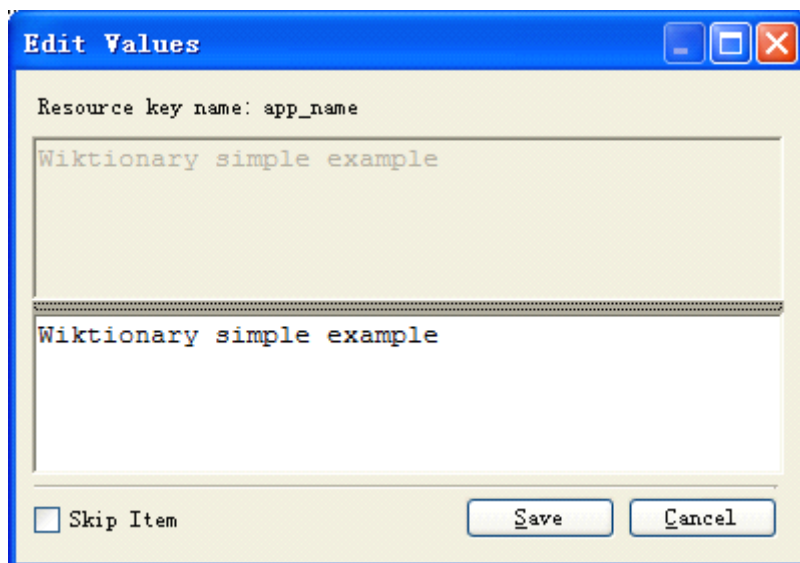 Edit Values
Resource key name: app_name
Wiktionary simple example
Wiktionary simple example
Skip Item
Save
Cancel